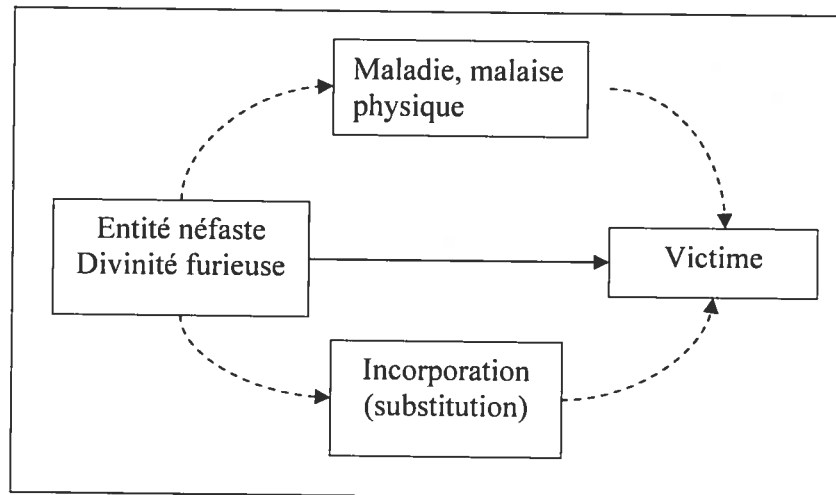 Maladie, malaise
physique
Entité néfaste
Divinité furieuse
Victime
Incorporation
(substitution)